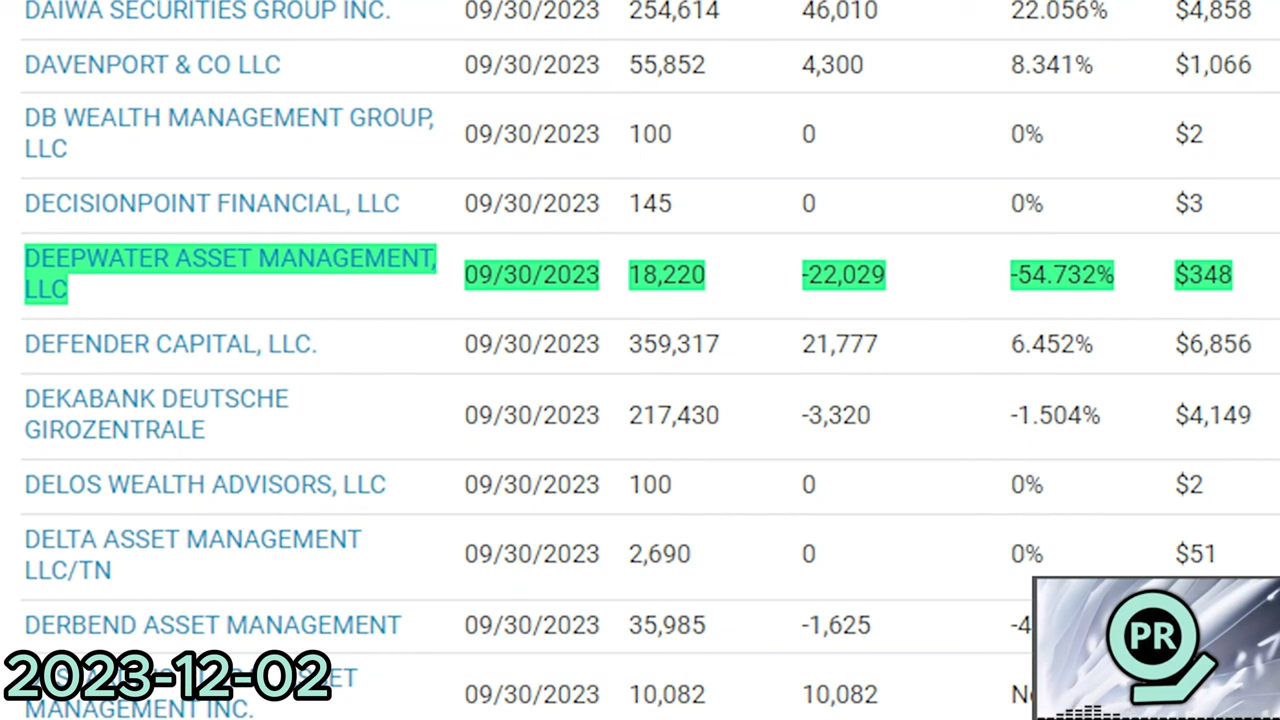 DAIWA SECURITIES GROUP INC. 09/30/2023 254,614 46,010 22.056% $4,858
DAVENPORT & CO LLC 09/30/2023 55,852 4,300 8.341% $1,066
DB WEALTH MANAGEMENT GROUP,
LLC 09/30/2023 100 0 0% $2
DECISIONPOINT FINANCIAL, LLC 09/30/2023 145 0 0% $3
DEEPWATER ASSET MANAGEMENT,
LLC 09/30/2023 18,220 -22,029 -54.732% $348
DEFENDER CAPITAL, LLC. 09/30/2023 359,317 21,777 6.452% $6,856
DEKABANK DEUTSCHE
GIROZENTRALE 09/30/2023 217,430 -3,320 -1.504% $4,149
DELOS WEALTH ADVISORS, LLC 09/30/2023 100 0 0% $2
DELTA ASSET MANAGEMENT
LLC/TN 09/30/2023 2,690 0 0% $51
DERBEND ASSET MANAGEMENT 09/30/2023 35,985 -1,625 -4
MANAGEMENT INC. 09/30/2023 10,082 10,082
2023-12-02
PR